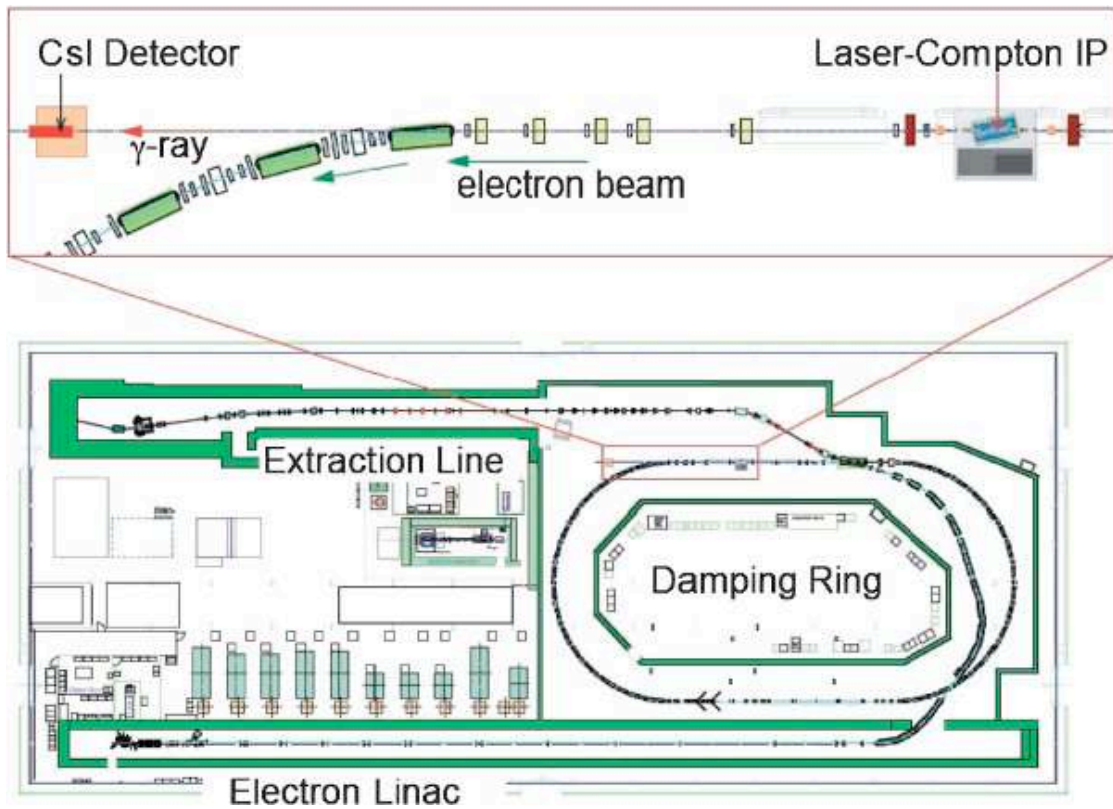 CsI Detector
Laser-Compton IP
γ-ray
electron beam
Extraction Line
Damping Ring
Electron Linac